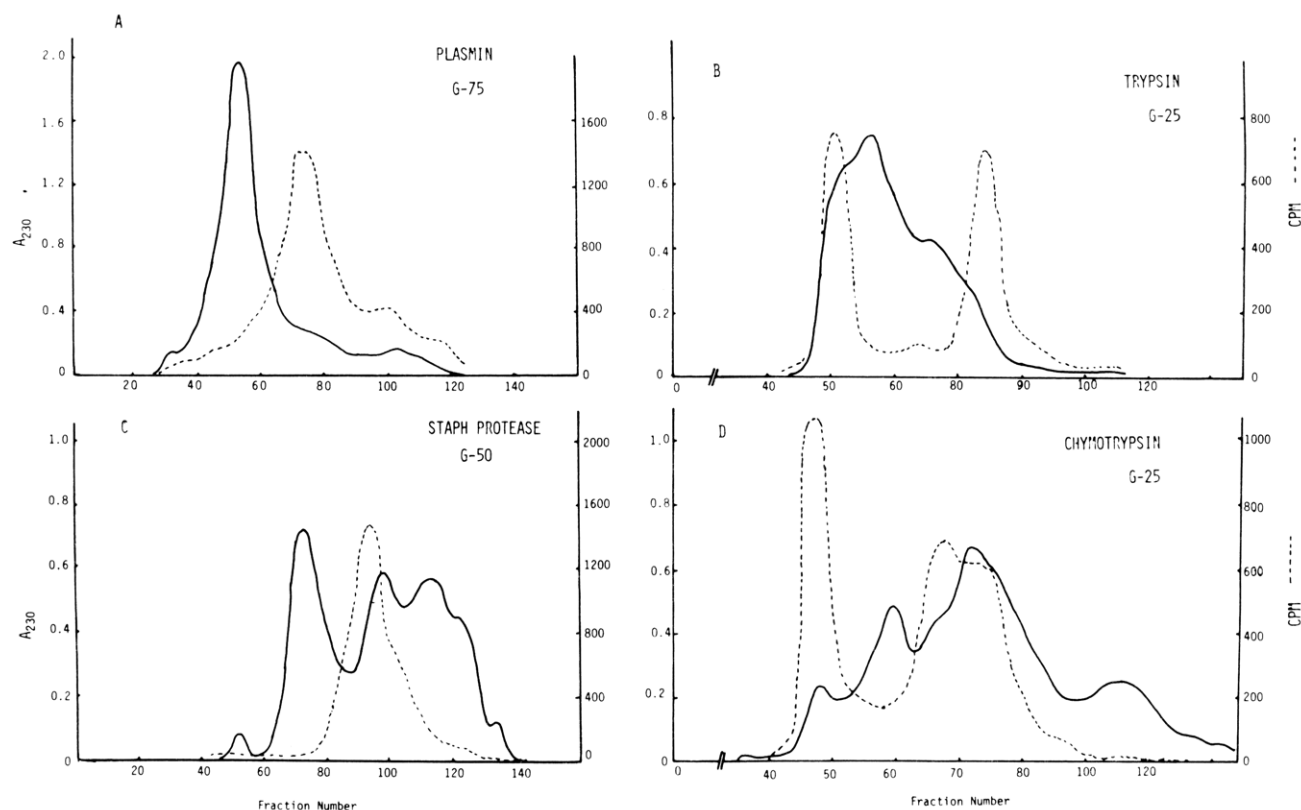 A
PLASMIN
G-75
2.0
1.6
1.2
0.8
0.4
0
A230
1600
1200
800
400
0
20 40 60 80 100 120 140
B
TRYPSIN
G-25
0.8
0.6
0.4
0.2
0
800
600
400
200
0
CPM ----
0 40 50 60 70 80 90 100 120
C
STAPH PROTEASE
G-50
1.0
0.8
0.6
0.4
0.2
0
A230
2000
1600
1200
800
400
0
20 40 60 80 100 120 140
Fraction Number
D
CHYMOTRYPSIN
G-25
1.0
0.8
0.6
0.4
0.2
0
1000
800
600
400
200
0
CPM -----
0 40 50 60 70 80 90 100 120
Fraction Number